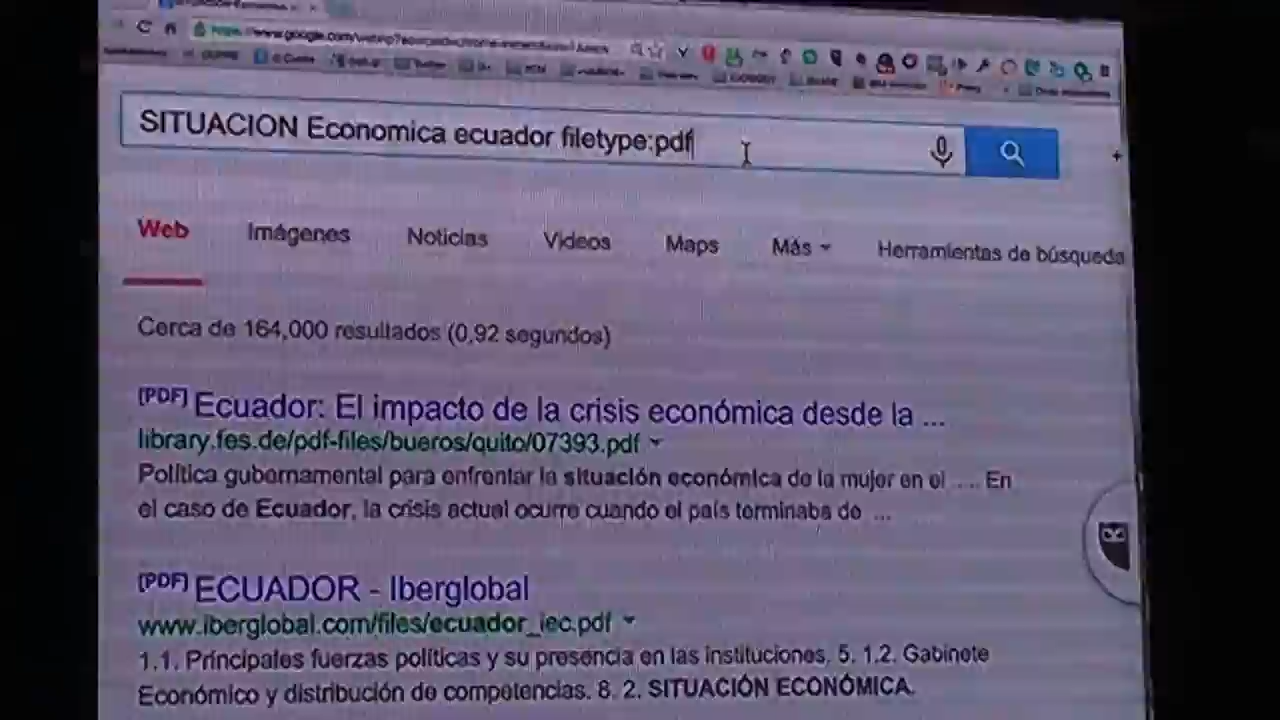 SITUACION Economica ecuador filetype:pdf
Web Imágenes Noticias Videos Maps Más Herramientas de búsqueda
Cerca de 164,000 resultados (0,92 segundos)
[PDF] Ecuador: El impacto de la crisis económica desde la ...
library.fes.de/pdf-files/bueros/quito/07393.pdf
Política gubernamental para enfrentar la situación económica de la mujer en el .... En
el caso de Ecuador, la crisis actual ocurre cuando el país terminaba de ...
[PDF] ECUADOR - Iberglobal
www.iberglobal.com/files/ecuador_iec.pdf
1.1. Principales fuerzas políticas y su presencia en las instituciones. 5. 1.2. Gabinete
Económico y distribución de competencias. 8. 2. SITUACIÓN ECONÓMICA.